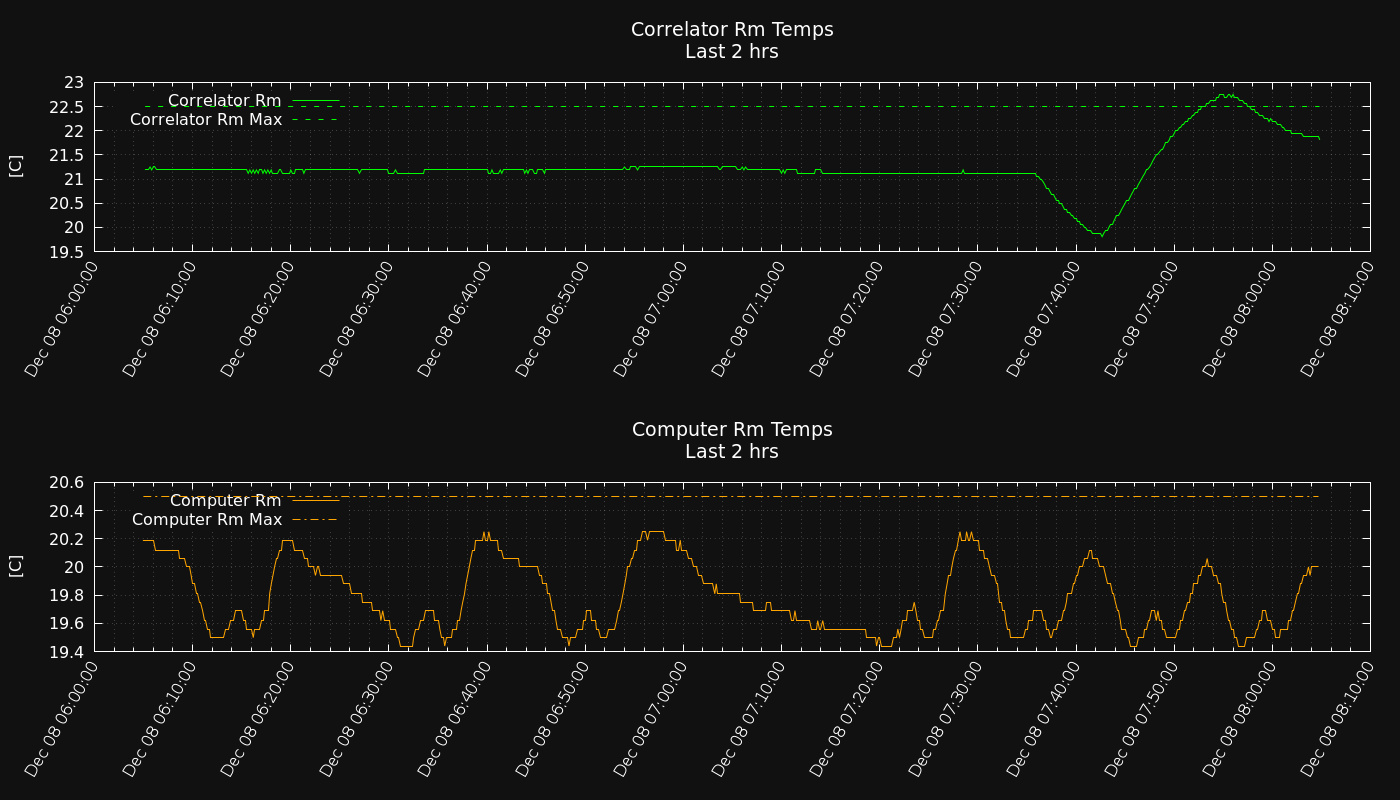 Correlator Rm Temps
Last 2 hrs
[C]
23
22.5
22
21.5
21
20.5
20
19.5
Correlator Rm
Correlator Rm Max
Dec 08 06:00:00
Dec 08 06:10:00
Dec 08 06:20:00
Dec 08 06:30:00
Dec 08 06:40:00
Dec 08 06:50:00
Dec 08 07:00:00
Dec 08 07:10:00
Dec 08 07:20:00
Dec 08 07:30:00
Dec 08 07:40:00
Dec 08 07:50:00
Dec 08 08:00:00
Dec 08 08:10:00
Computer Rm Temps
Last 2 hrs
[C]
20.6
20.4
20.2
20
19.8
19.6
19.4
Computer Rm
Computer Rm Max
Dec 08 06:00:00
Dec 08 06:10:00
Dec 08 06:20:00
Dec 08 06:30:00
Dec 08 06:40:00
Dec 08 06:50:00
Dec 08 07:00:00
Dec 08 07:10:00
Dec 08 07:20:00
Dec 08 07:30:00
Dec 08 07:40:00
Dec 08 07:50:00
Dec 08 08:00:00
Dec 08 08:10:00